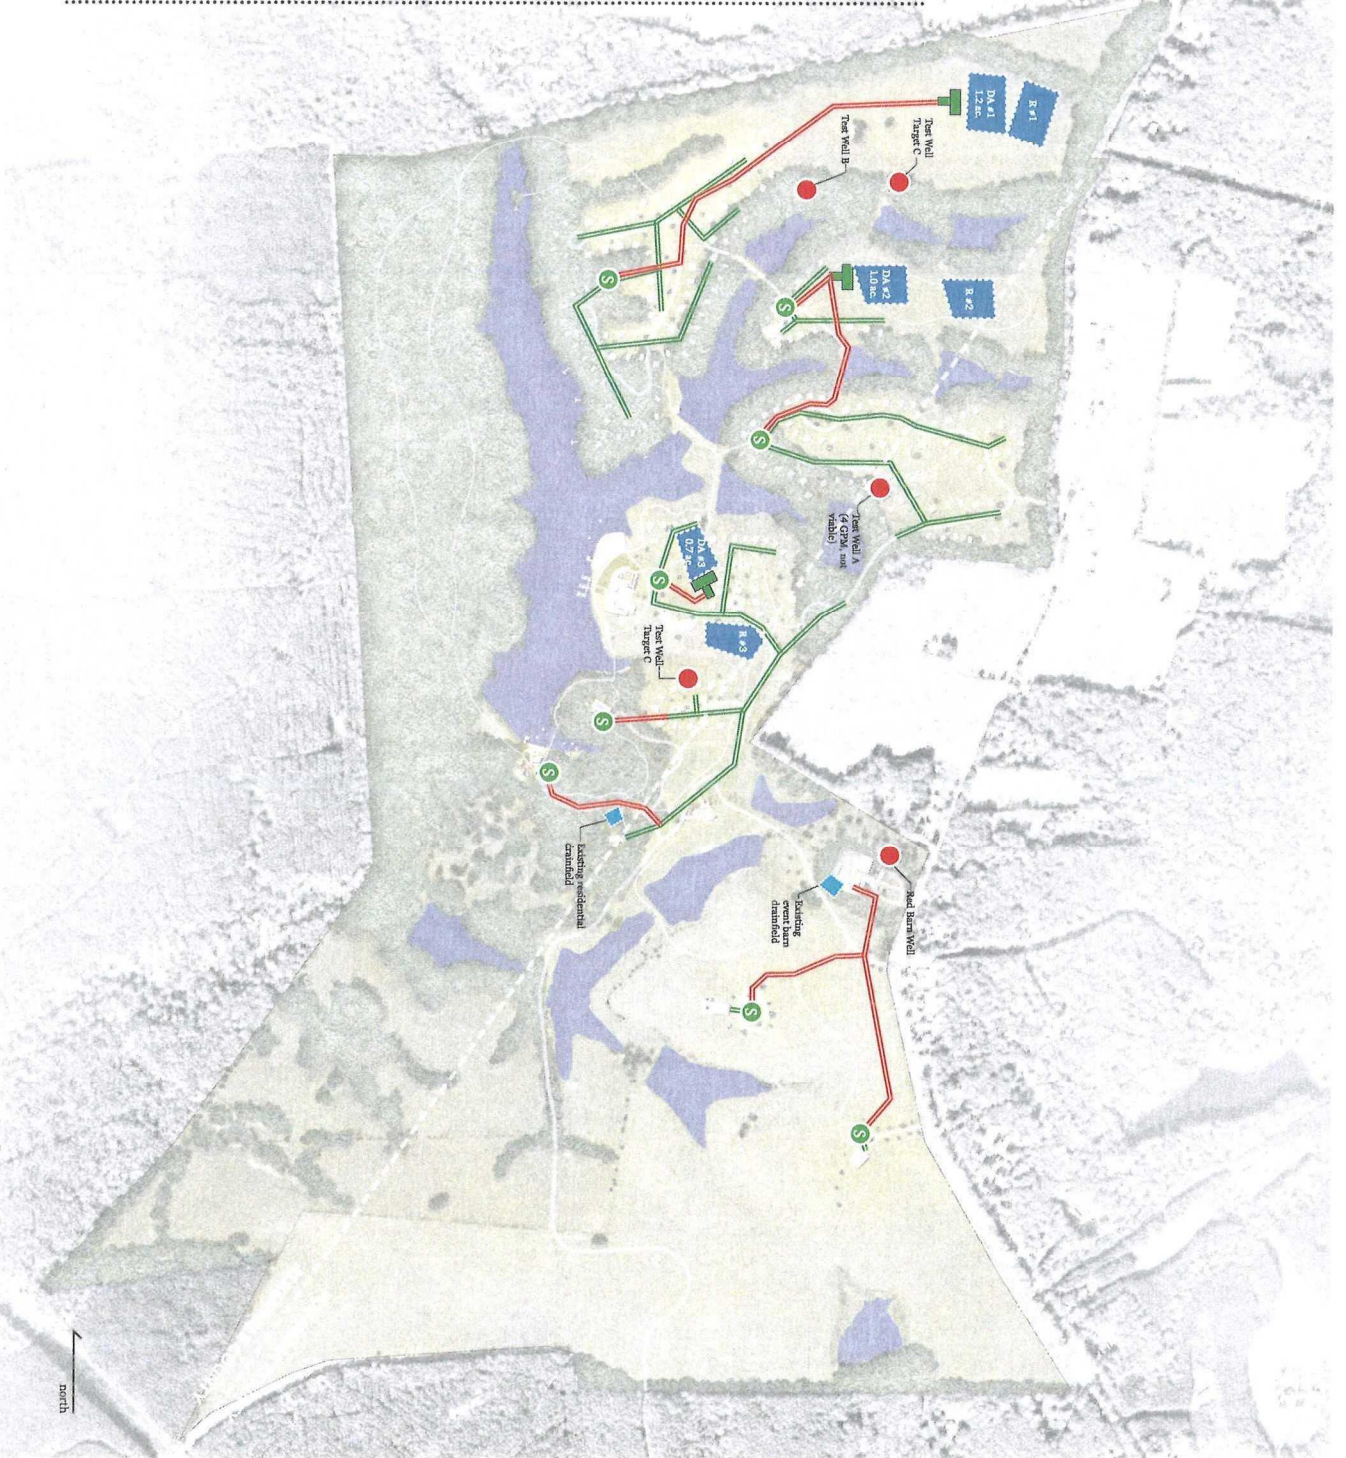 R #1
DA #1
1.2 ac.
Test Well
Target C
Test Well B
DA #2
1.0 ac.
R #2
S
S
S
Test Well A
(4 GPM, not
viable)
DA #3
0.7 ac.
S
R #3
Test Well
Target C
S
S
Existing residential
drainfield
Red Barn Well
Existing
event barn
drainfield
S
S
north